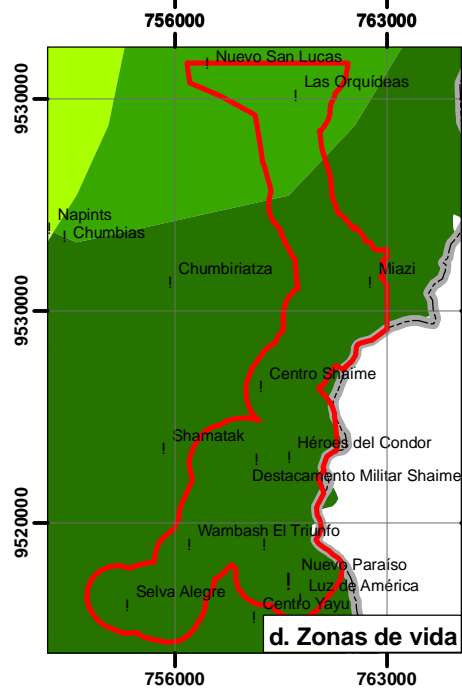 756000 763000
Nuevo San Lucas
Las Orquídeas
9530000
Napints
Chumbias
Chumbiriatza
Miazi
9530000
Centro Shaime
Shamatak
Héroes del Condor
Destacamento Militar Shaime
9520000
Wambash El Triunfo
Nuevo Paraíso
Luz de América
Selva Alegre
Centro Yayu
d. Zonas de vida
756000 763000